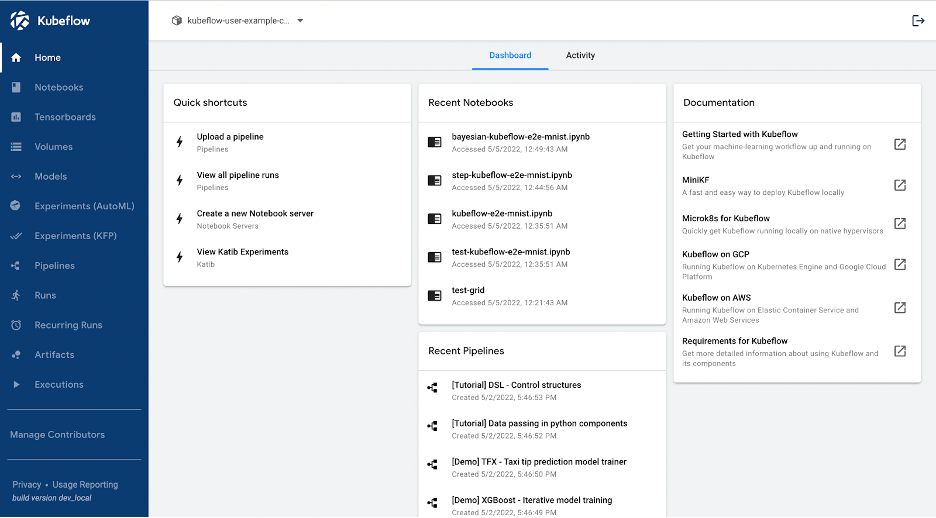 Kubeflow
Home
Notebooks
Tensorboards
Volumes
Models
Experiments (AutoML)
Experiments (KFP)
Pipelines
Runs
Recurring Runs
Artifacts
Executions
Manage Contributors
Privacy • Usage Reporting
build version dev_local
kubeflow-user-example-c...
Dashboard Activity
Quick shortcuts
Upload a pipeline
Pipelines
View all pipeline runs
Pipelines
Create a new Notebook server
Notebook Servers
View Katib Experiments
Katib
Recent Notebooks
bayesian-kubeflow-e2e-mnist.ipynb
Accessed 5/5/2022, 12:49:43 AM
step-kubeflow-e2e-mnist.ipynb
Accessed 5/5/2022, 12:44:56 AM
kubeflow-e2e-mnist.ipynb
Accessed 5/5/2022, 12:35:51 AM
test-kubeflow-e2e-mnist.ipynb
Accessed 5/5/2022, 12:35:51 AM
test-grid
Accessed 5/5/2022, 12:21:43 AM
Recent Pipelines
[Tutorial] DSL - Control structures
Created 5/2/2022, 5:46:53 PM
[Tutorial] Data passing in python components
Created 5/2/2022, 5:46:52 PM
[Demo] TFX - Taxi tip prediction model trainer
Created 5/2/2022, 5:46:50 PM
[Demo] XGBoost - Iterative model training
Created 5/2/2022, 5:46:49 PM
Documentation
Getting Started with Kubeflow
Get your machine-learning workflow up and running on
Kubeflow
MiniKF
A fast and easy way to deploy Kubeflow locally
Microk8s for Kubeflow
Quickly get Kubeflow running locally on native hypervisors
Kubeflow on GCP
Running Kubeflow on Kubernetes Engine and Google Cloud
Platform
Kubeflow on AWS
Running Kubeflow on Elastic Container Service and
Amazon Web Services
Requirements for Kubeflow
Get more detailed information about using Kubeflow and
its components